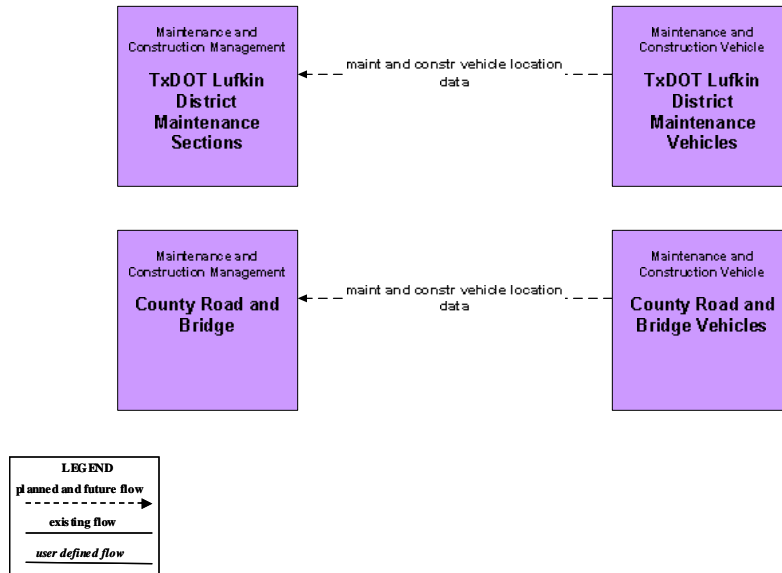 Maintenance and
Construction Management
TxDOT Lufkin
District
Maintenance
Sections
maint and constr vehicle location
data
Maintenance and
Construction Vehicle
TxDOT Lufkin
District
Maintenance
Vehicles
Maintenance and
Construction Management
County Road and
Bridge
maint and constr vehicle location
data
Maintenance and
Construction Vehicle
County Road and
Bridge Vehicles
LEGEND
planned and future flow
existing flow
user defined flow